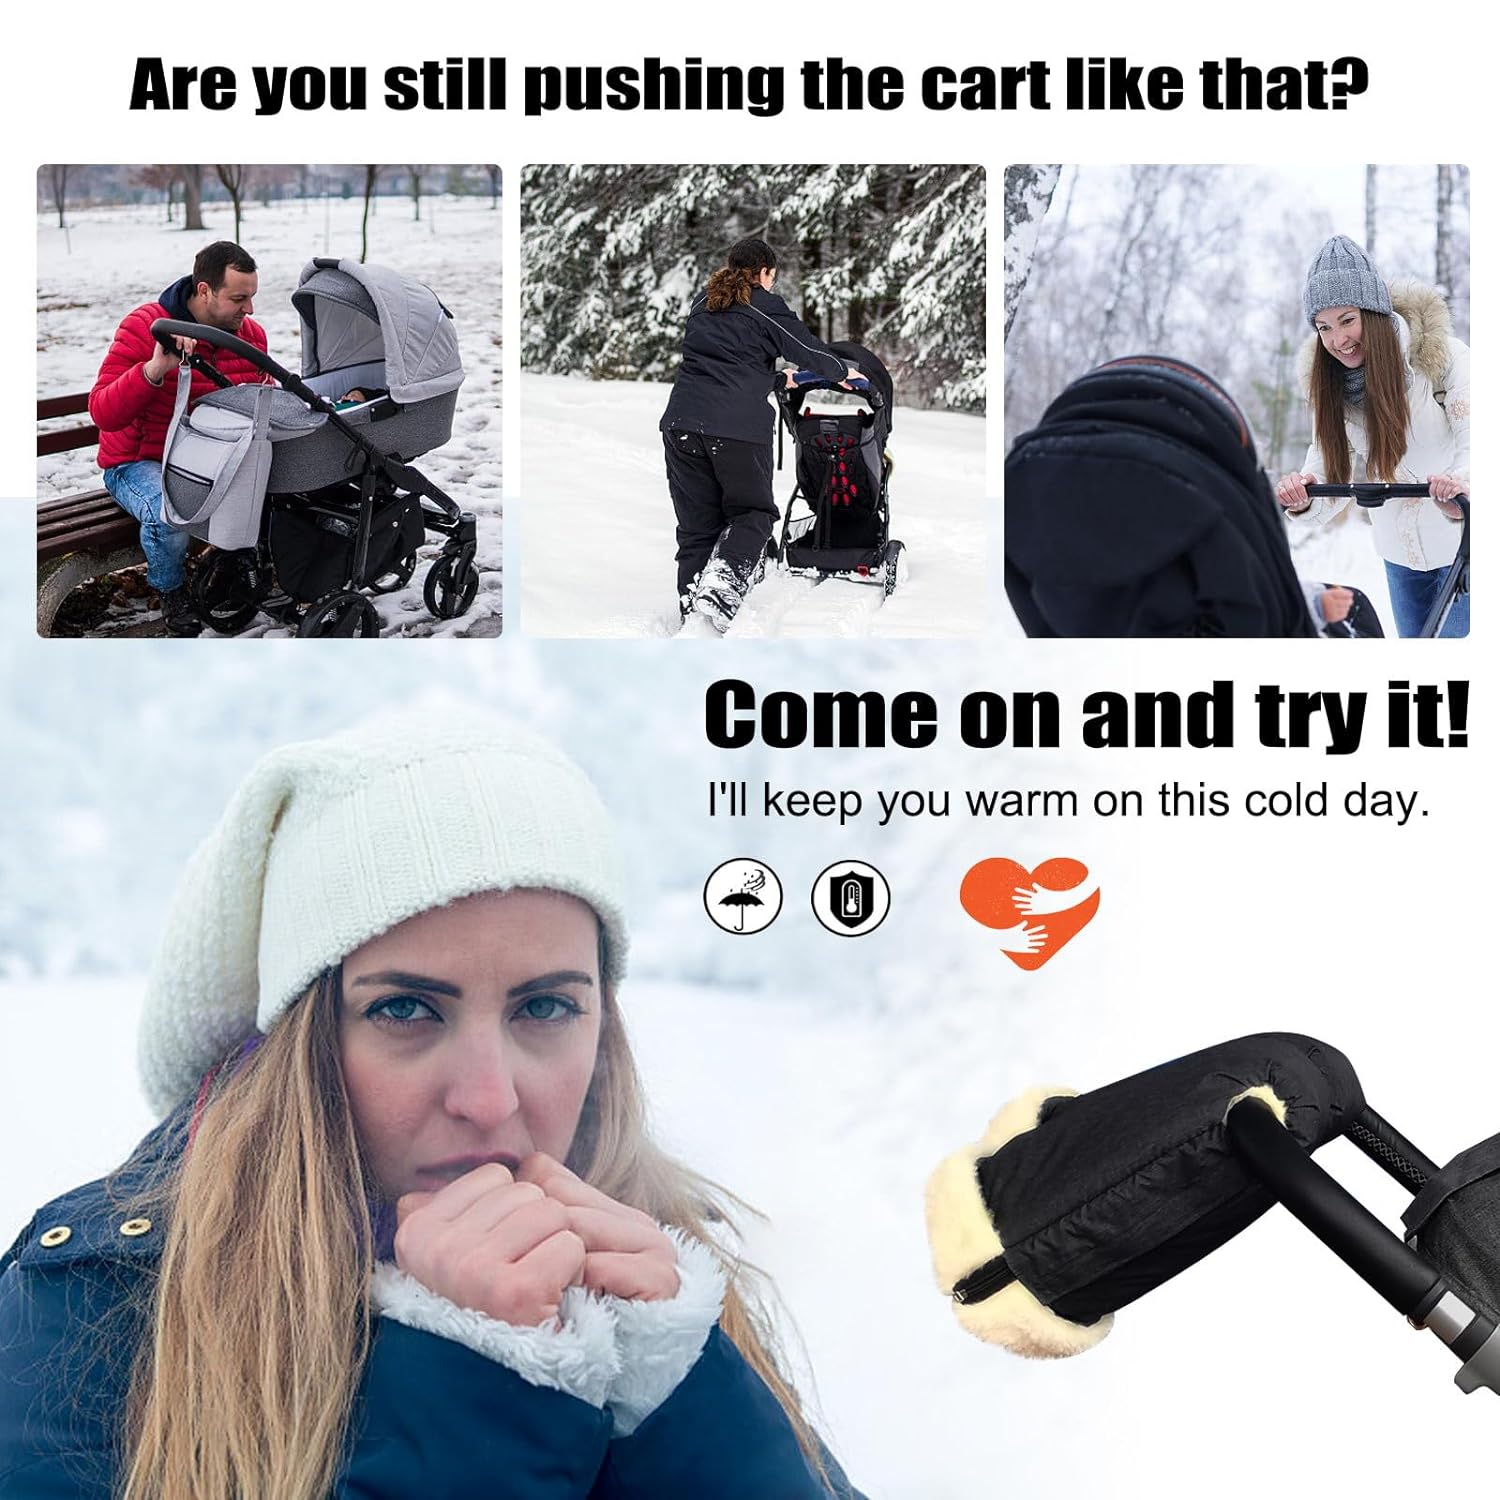 Are you still pushing the cart like that?
Come on and try it!
I'll keep you warm on this cold day.